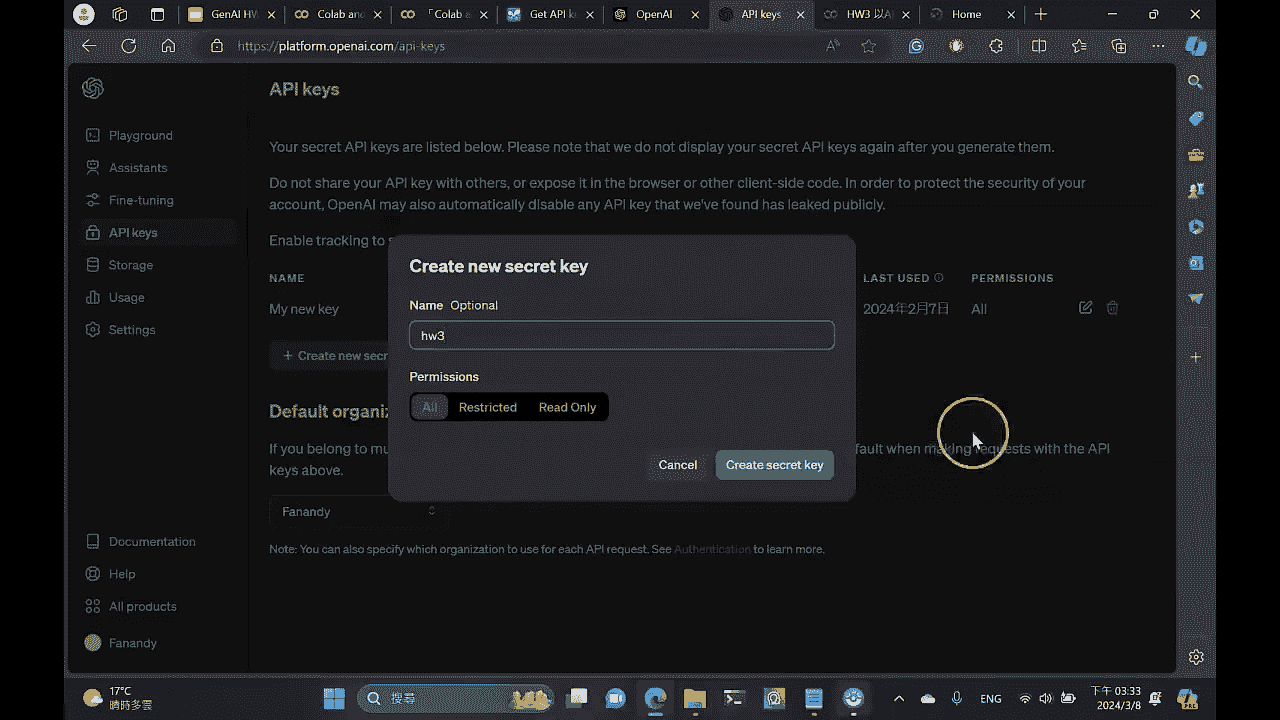 GenAI HW
Colab and
「Colab a
Get API k
OpenAI
API keys
HW3 以A
Home
https://platform.openai.com/api-keys
API keys
Playground
Assistants
Fine-tuning
API keys
Storage
Usage
Settings
Your secret API keys are listed below. Please note that we do not display your secret API keys again after you generate them.
Do not share your API key with others, or expose it in the browser or other client-side code. In order to protect the security of your
account, OpenAI may also automatically disable any API key that we've found has leaked publicly.
Enable tracking to s
NAME
LAST USED
PERMISSIONS
My new key
2024年2月7日
All
+ Create new secr
Create new secret key
Name Optional
hw3
Permissions
All
Restricted
Read Only
Cancel
Create secret key
Default organiz
If you belong to mu
fault when making requests with the API
keys above.
Fanandy
Note: You can also specify which organization to use for each API request. See Authentication to learn more.
Documentation
Help
All products
Fanandy
17°C
搜尋
ENG
下午 03:33
2024/3/8